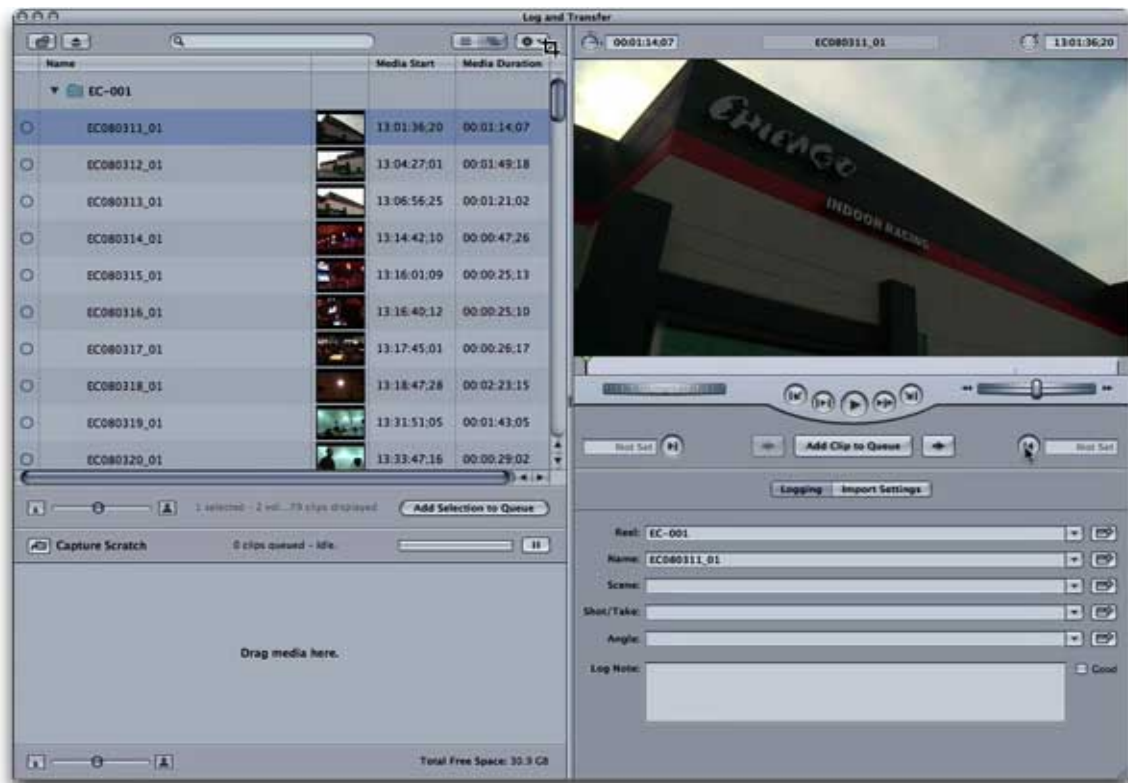 Log and Transfer
Name Media Start Media Duration
EC-001
EC080311_01 13:01:36;20 00:01:14;07
EC080312_01 13:04:27;01 00:01:49;18
EC080313_01 13:06:56;25 00:01:21;02
EC080314_01 13:14:42;10 00:00:47;26
EC080315_01 13:16:01;09 00:00:25;13
EC080316_01 13:16:40;12 00:00:25;10
EC080317_01 13:17:45;01 00:00:26;17
EC080318_01 13:18:47;28 00:02:23;15
EC080319_01 13:31:51;05 00:01:43;05
EC080320_01 13:33:47;16 00:00:29;02
1 selected - 2 vol...79 clips displayed Add Selection to Queue
Capture Scratch 0 clips queued - Idle.
Drag media here.
Total Free Space: 30.9 GB
00:01:14;07 EC080311_01 13:01:36;20
CHICAGO
INDOOR RACING
Not Set Add Clip to Queue Not Set
Logging Import Settings
Reel: EC-001
Name: EC080311_01
Scene:
Shot/Take:
Angle:
Log Note: Good